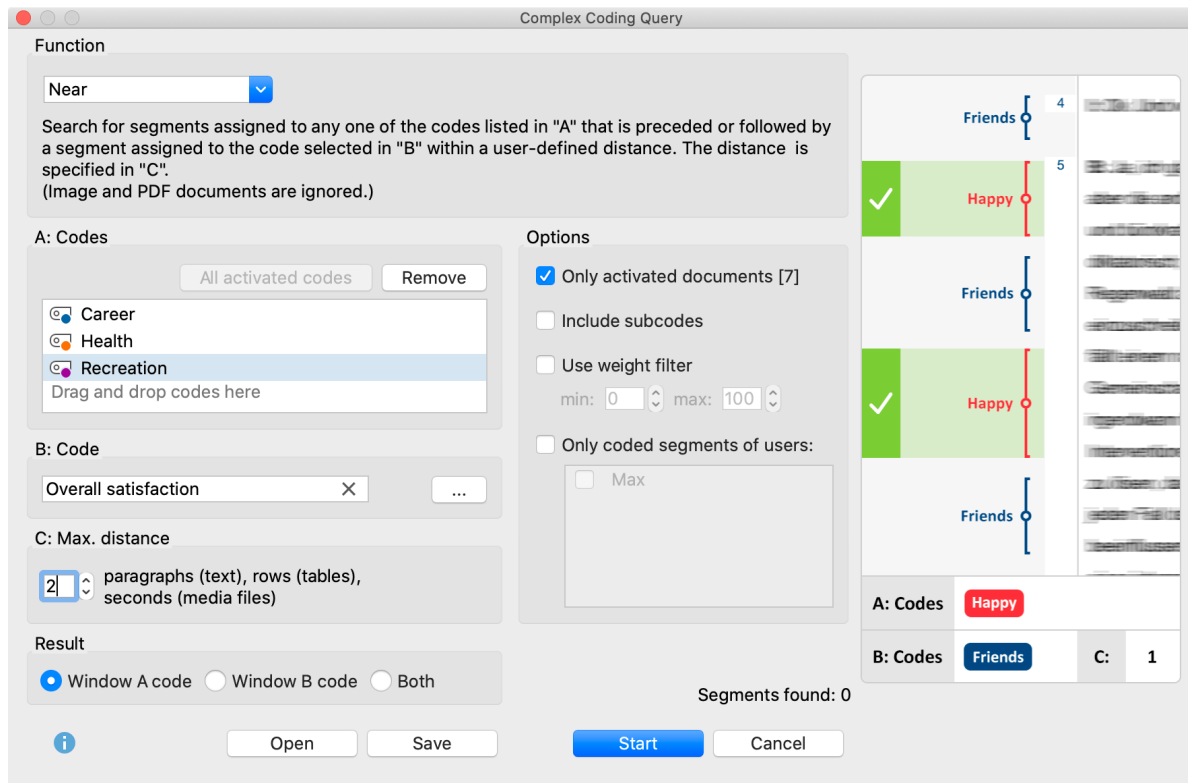 Complex Coding Query
Function
Near
Search for segments assigned to any one of the codes listed in "A" that is preceded or followed by
a segment assigned to the code selected in "B" within a user-defined distance. The distance is
specified in "C".
(Image and PDF documents are ignored.)
A: Codes
All activated codes
Remove
Career
Health
Recreation
Drag and drop codes here
B: Code
Overall satisfaction
...
C: Max. distance
2
paragraphs (text), rows (tables),
seconds (media files)
Result
Window A code
Window B code
Both
Options
Only activated documents [7]
Include subcodes
Use weight filter
min: 0 max: 100
Only coded segments of users:
Max
Segments found: 0
Open
Save
Start
Cancel
Friends
4
5
Happy
Friends
Happy
Friends
A: Codes Happy
B: Codes Friends C: 1